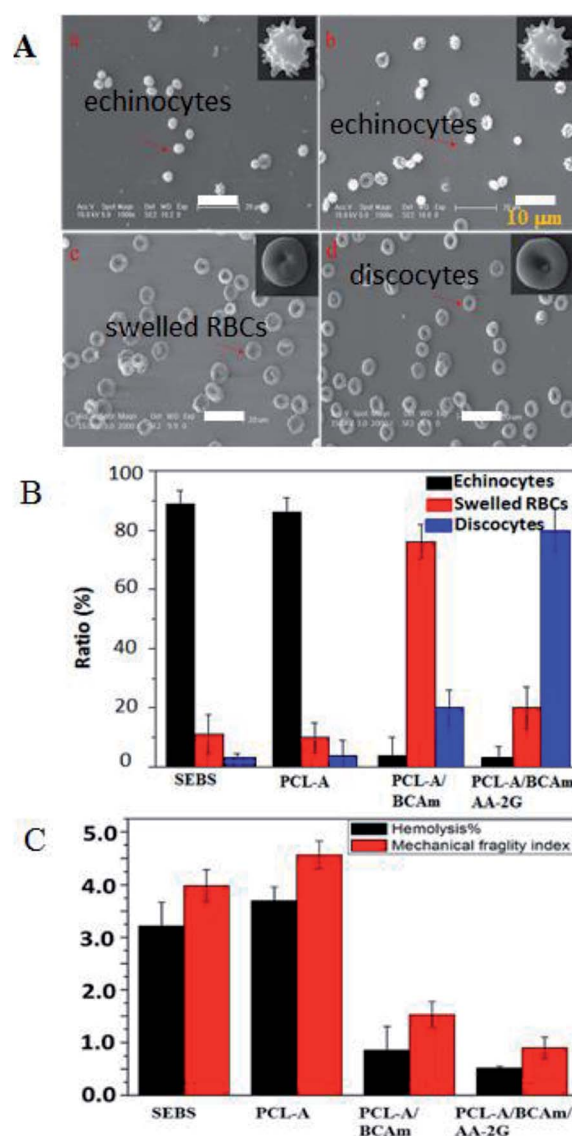 A
a
echinocytes
b
echinocytes
10 µm
c
swelled RBCs
d
discocytes
B
Echinocytes
Swelled RBCs
Discocytes
Ratio (%)
100
80
60
40
20
0
SEBS
PCL-A
PCL-A/
BCAm
PCL-A/BCAm/
AA-2G
C
Hemolysis%
Mechanical fraglity index
5.0
4.0
3.0
2.0
1.0
0.0
SEBS
PCL-A
PCL-A/
BCAm
PCL-A/BCAm/
AA-2G